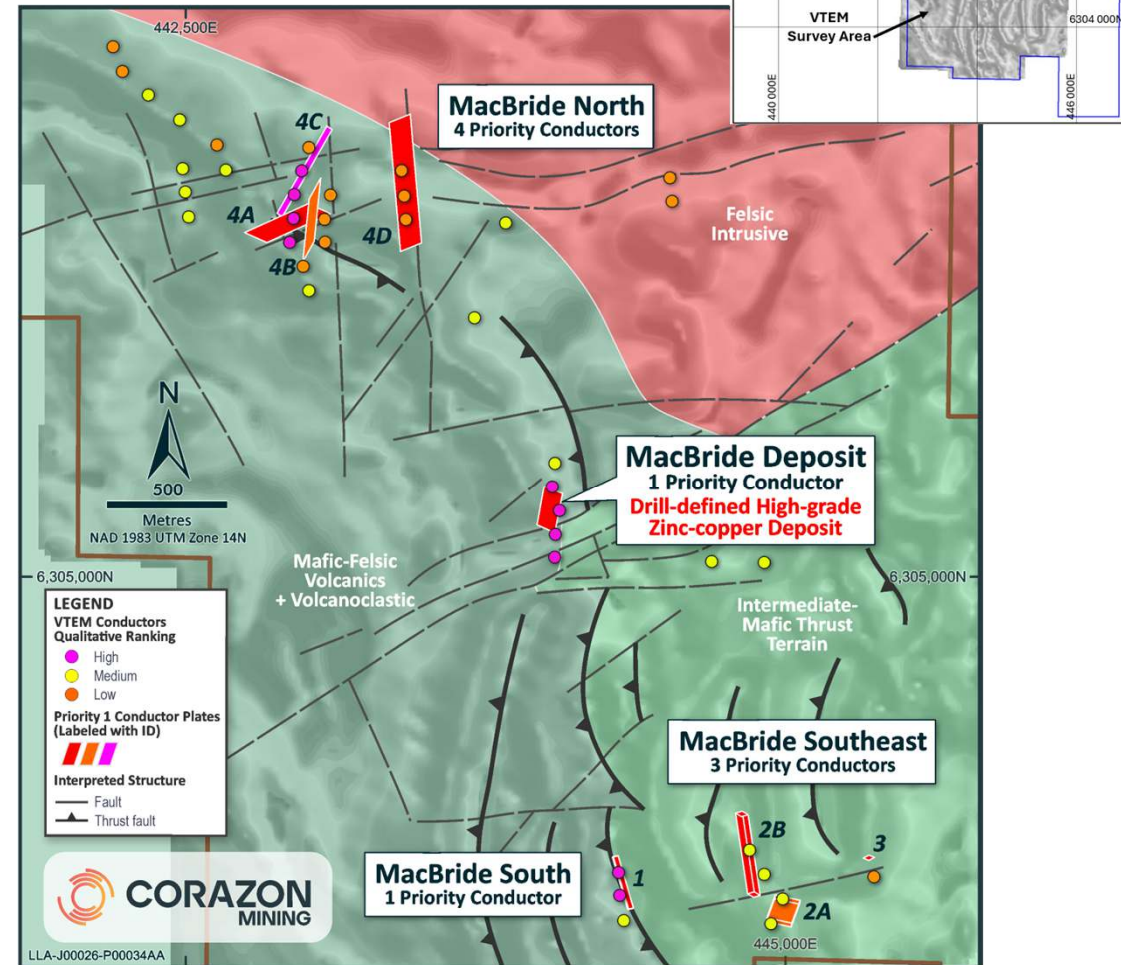 442,500E
VTEM
Survey Area
6304 000N
440 000E
446 000E
MacBride North
4 Priority Conductors
4C
4A
4D
4B
Felsic
Intrusive
N
500
Metres
NAD 1983 UTM Zone 14N
MacBride Deposit
1 Priority Conductor
Drill-defined High-grade
Zinc-copper Deposit
Mafic-Felsic
Volcanics
+ Volcanoclastic
6,305,000N
6,305,000N
Intermediate-
Mafic Thrust
Terrain
LEGEND
VTEM Conductors
Qualitative Ranking
High
Medium
Low
Priority 1 Conductor Plates
(Labeled with ID)
Interpreted Structure
Fault
Thrust fault
MacBride Southeast
3 Priority Conductors
2B
3
2A
MacBride South
1 Priority Conductor
1
CORAZON
MINING
445,000E
LLA-J00026-P00034AA